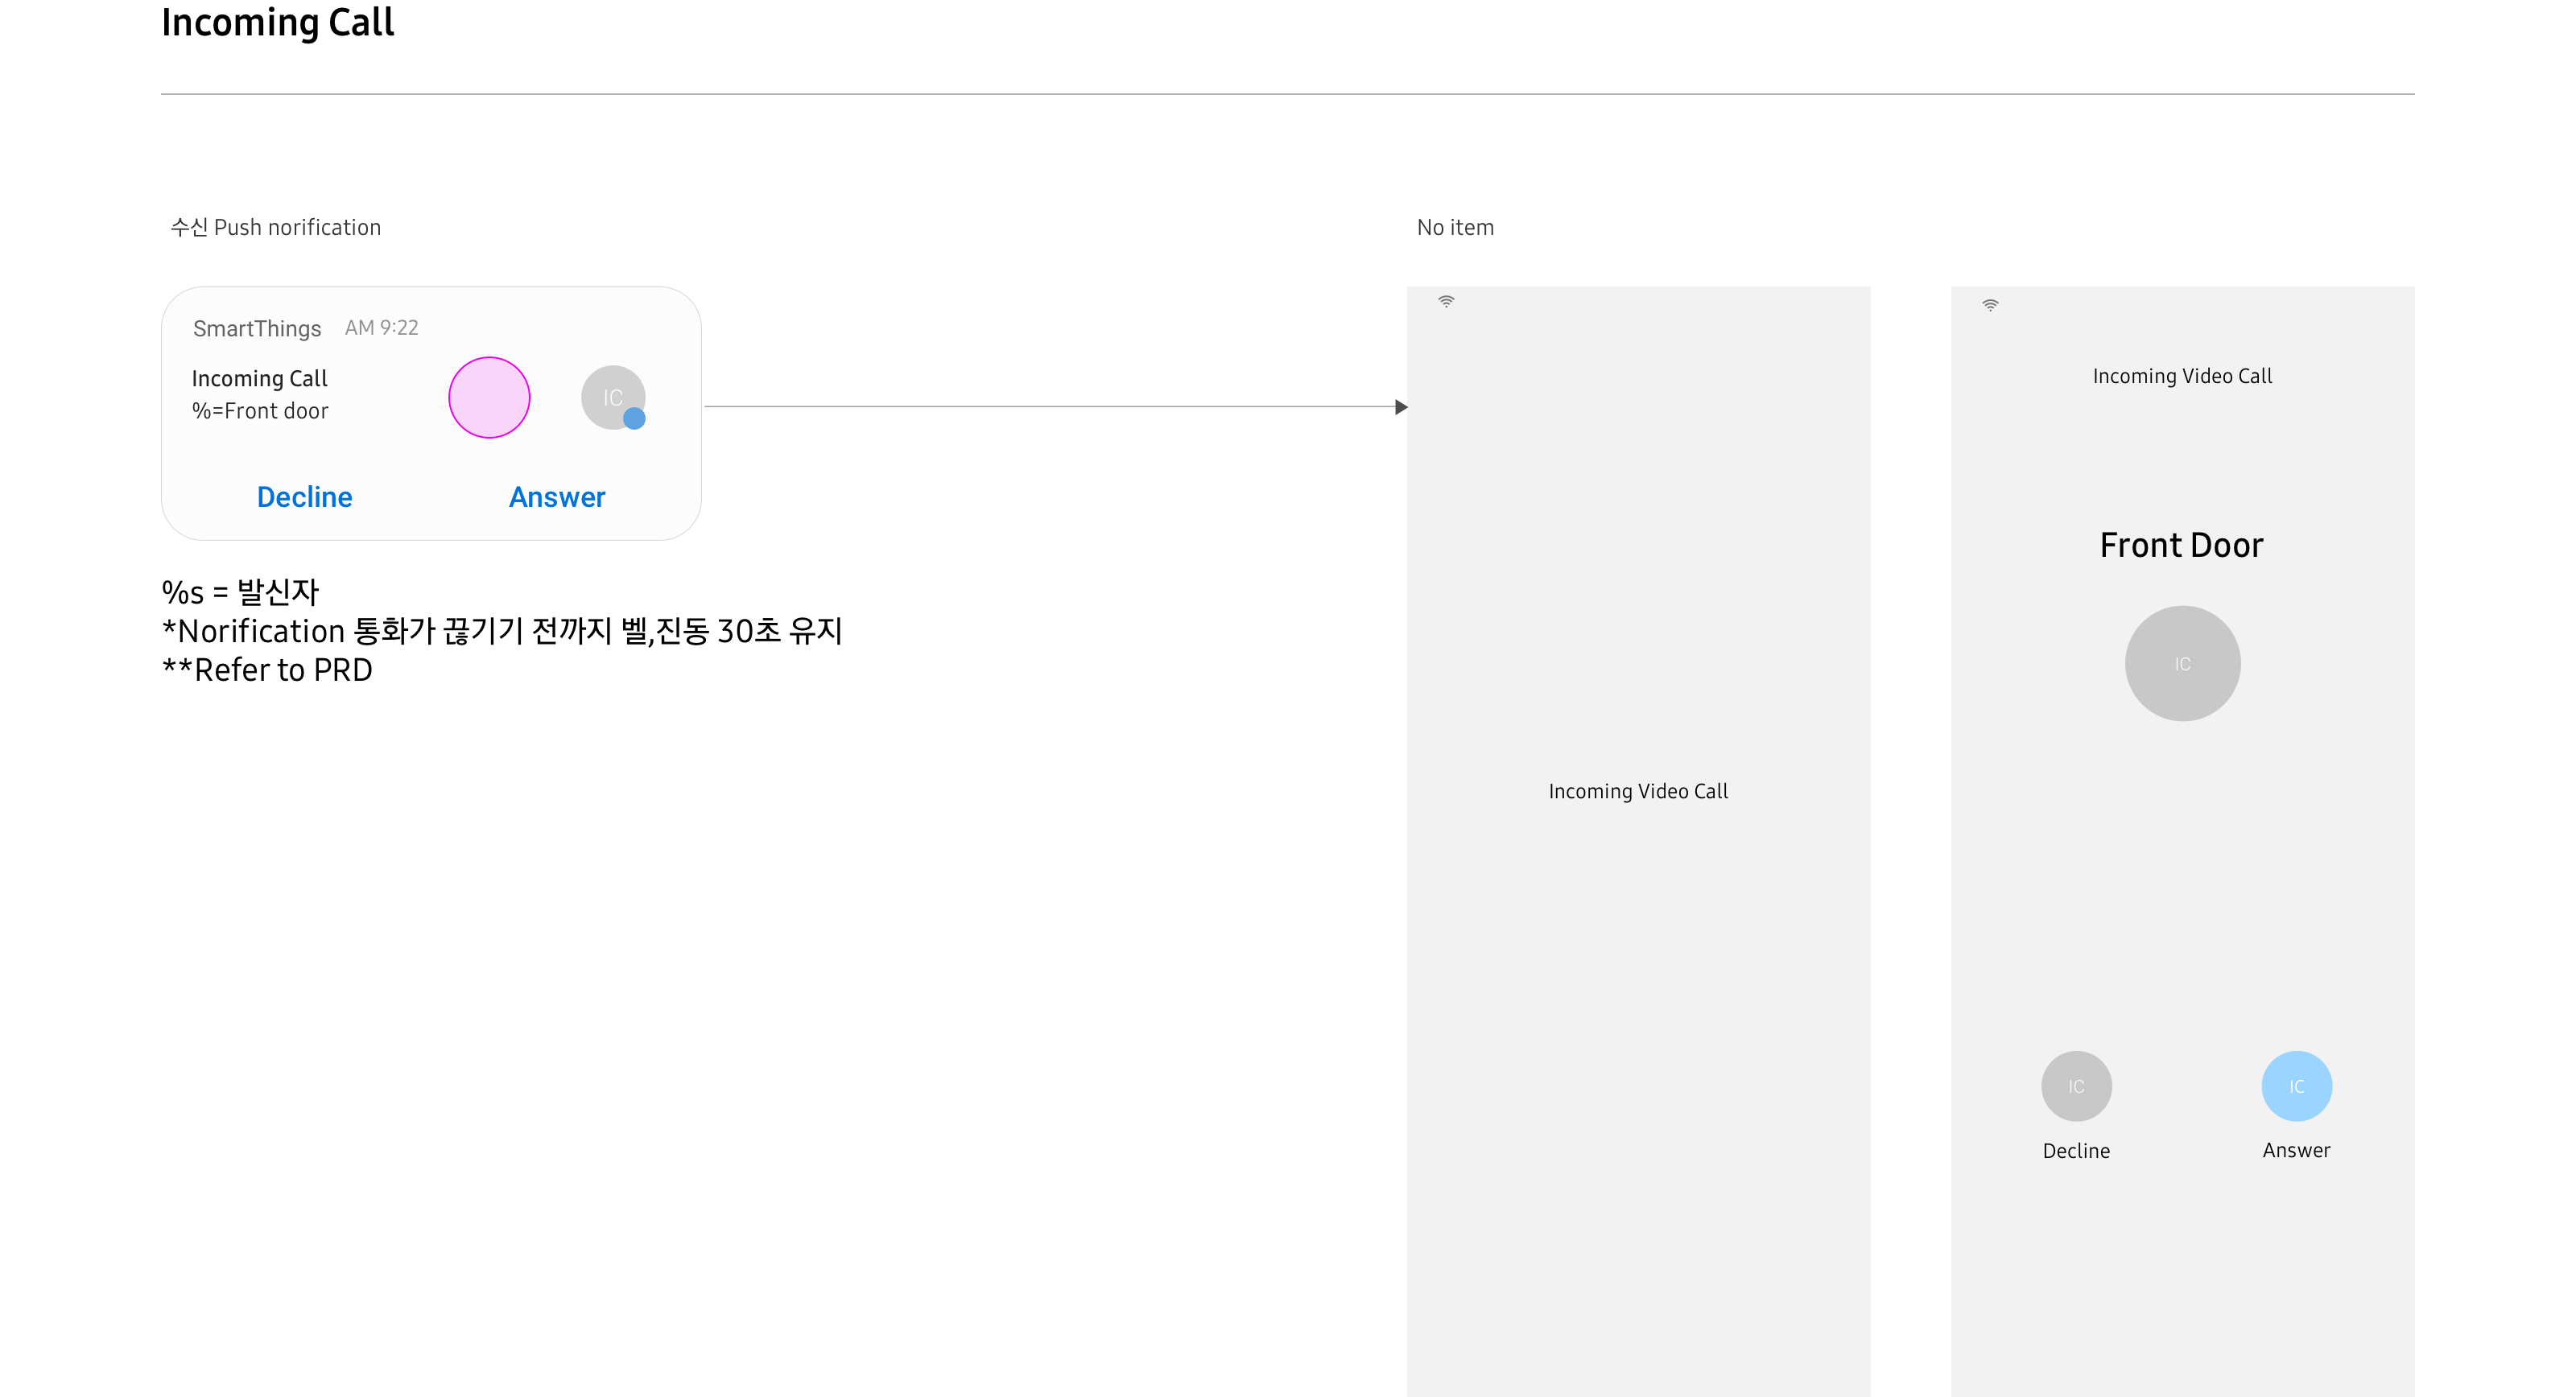 Incoming Call
수신 Push norification
No item
SmartThings AM 9:22
Incoming Call
%=Front door
IC
Decline Answer
%s = 발신자
*Norification 통화가 끊기기 전까지 벨,진동 30초 유지
**Refer to PRD
Incoming Video Call
Incoming Video Call
Front Door
IC
IC
IC
Decline
Answer